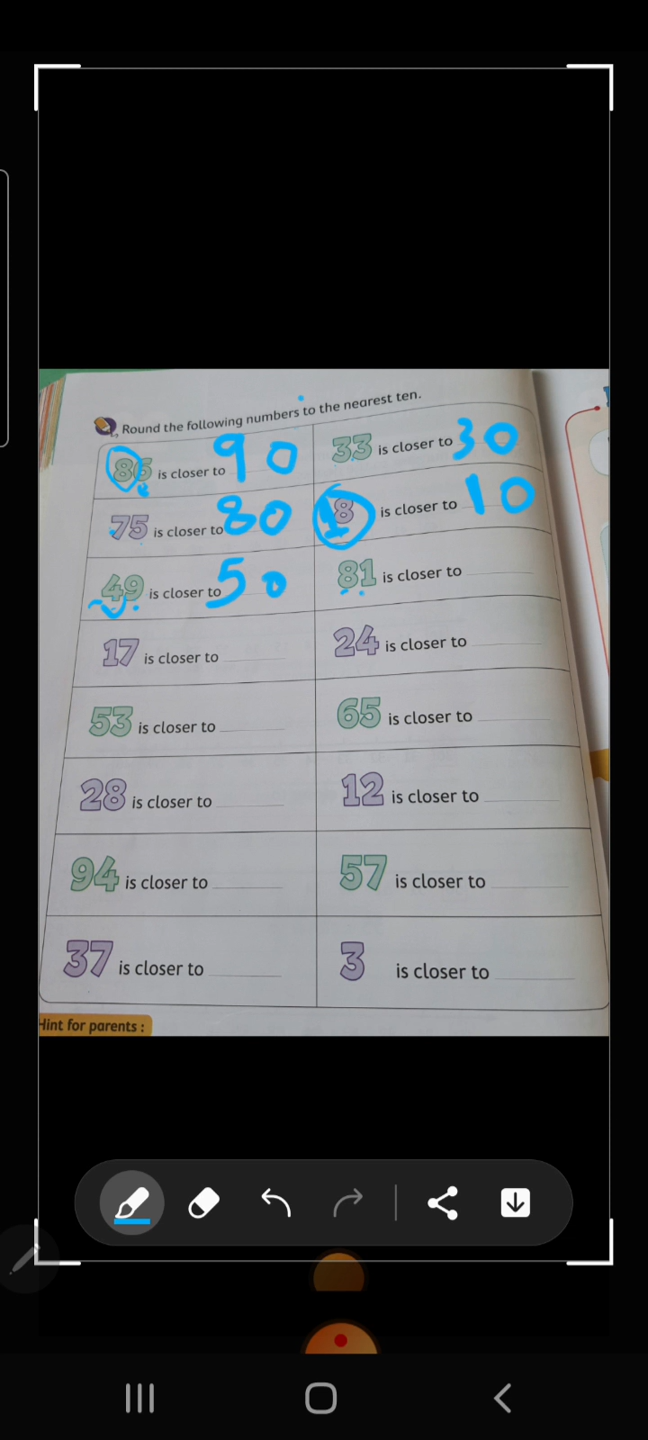 Round the following numbers to the nearest ten.
86 is closer to 90
33 is closer to 30
75 is closer to 80
18 is closer to 10
49 is closer to 50
81 is closer to
17 is closer to
24 is closer to
53 is closer to
65 is closer to
28 is closer to
12 is closer to
94 is closer to
57 is closer to
37 is closer to
3 is closer to
Hint for parents :